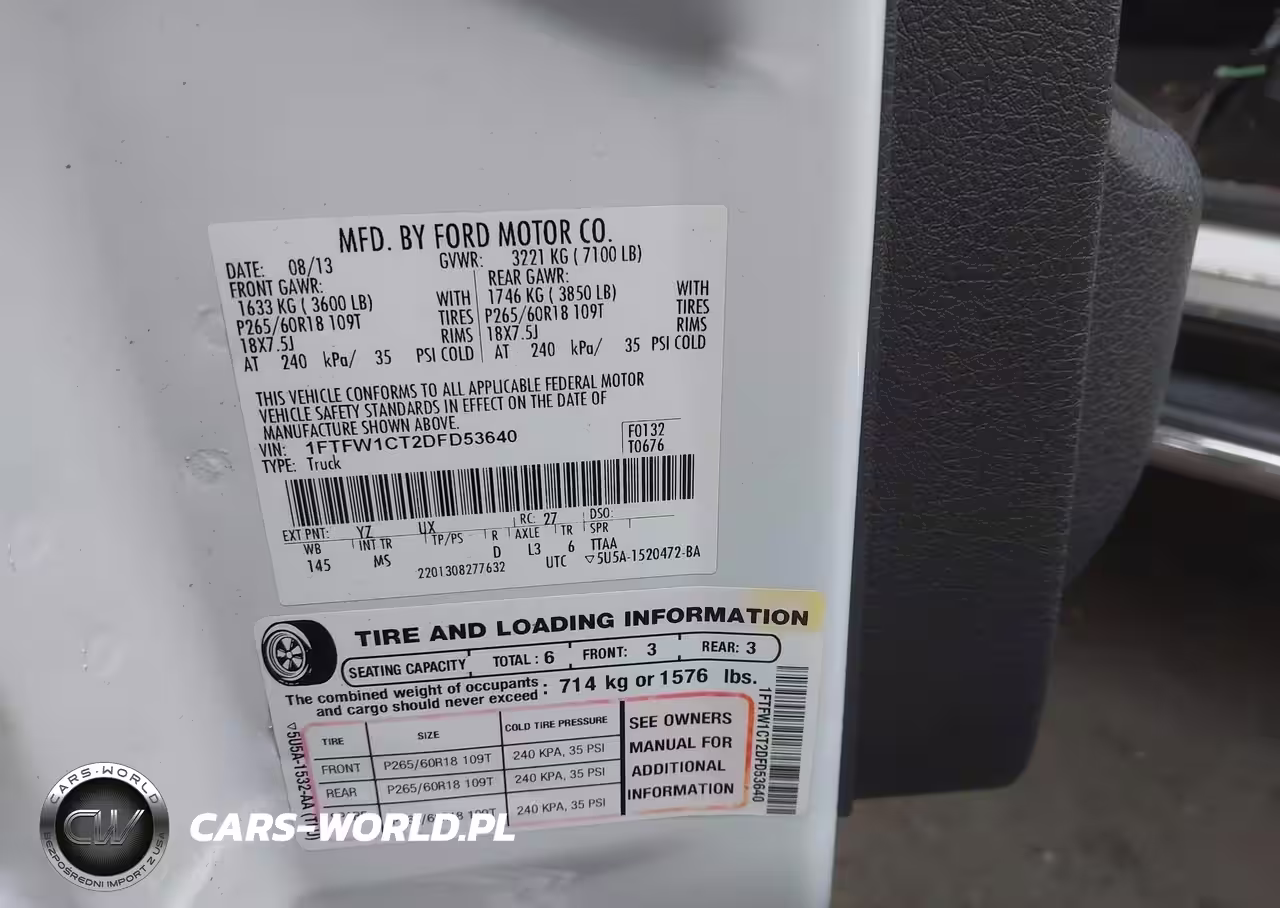 MFD. BY FORD MOTOR CO.
DATE: 08/13 GVWR: 3221 KG ( 7100 LB)
FRONT GAWR: REAR GAWR:
1633 KG ( 3600 LB) WITH 1746 KG ( 3850 LB) WITH
P265/60R18 109T TIRES P265/60R18 109T TIRES
18X7.5J RIMS 18X7.5J RIMS
AT 240 kPa/ 35 PSI COLD AT 240 kPa/ 35 PSI COLD
THIS VEHICLE CONFORMS TO ALL APPLICABLE FEDERAL MOTOR
VEHICLE SAFETY STANDARDS IN EFFECT ON THE DATE OF
MANUFACTURE SHOWN ABOVE.
VIN: 1FTFW1CT2DFD53640 F0132
TYPE: Truck T0676
EXT PNT: YZ UX RC: 27 DSO:
WB INT TR TP/PS R AXLE TR SPR
145 MS D L3 6 TTAA
2201308277632 UTC ▽5U5A-1520472-BA
TIRE AND LOADING INFORMATION
SEATING CAPACITY TOTAL : 6 FRONT: 3 REAR: 3
The combined weight of occupants
and cargo should never exceed : 714 kg or 1576 lbs.
TIRE SIZE COLD TIRE PRESSURE
FRONT P265/60R18 109T 240 KPA, 35 PSI
REAR P265/60R18 109T 240 KPA, 35 PSI
240 KPA, 35 PSI
SEE OWNERS
MANUAL FOR
ADDITIONAL
INFORMATION
1FTFW1CT2DFD53640
▽5U5A-1532-AA
CARS-WORLD
CW
BEZPOŚREDNI IMPORT Z USA
CARS-WORLD.PL